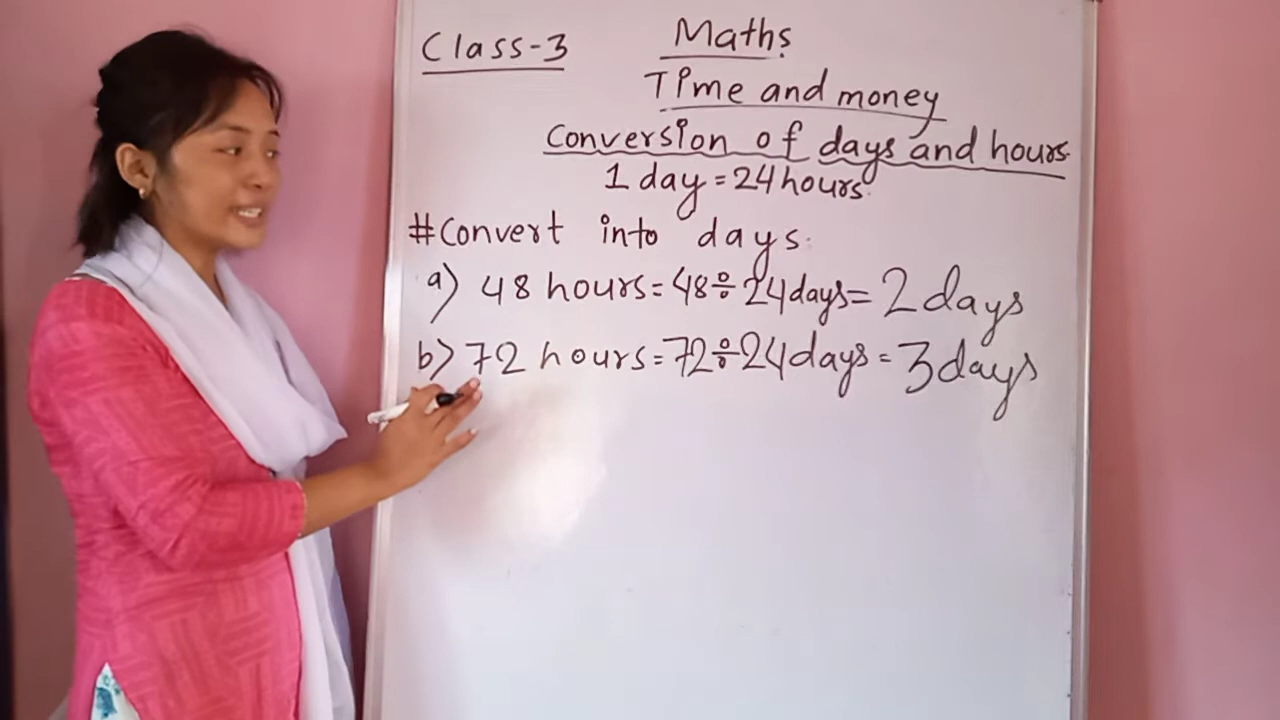 Class-3
Maths
Time and money
Conversion of days and hours.
1 day = 24 hours.
#Convert into days.
a) 48 hours = 48÷24 days = 2 days
b) 72 hours = 72÷24 days = 3 days